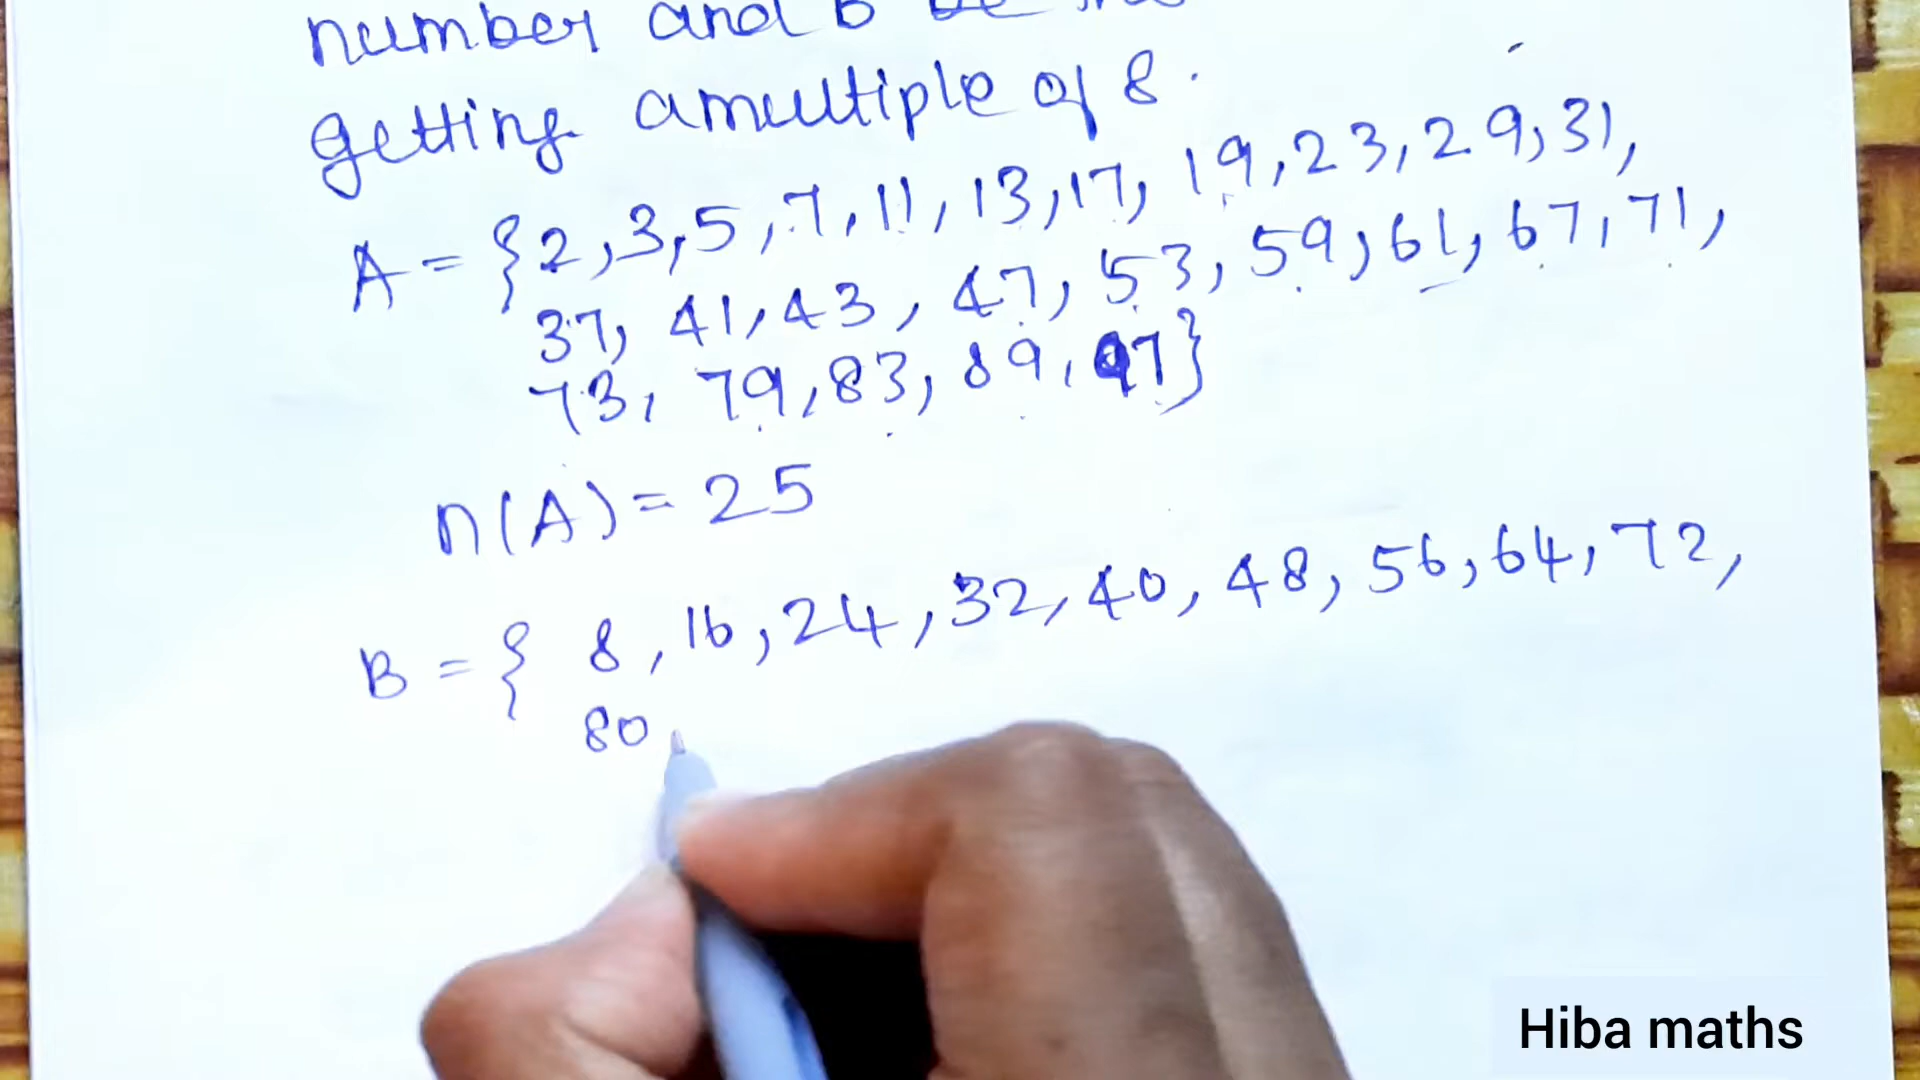 number and B be the
getting a multiple of 8.
A = {2, 3, 5, 7, 11, 13, 17, 19, 23, 29, 31,
37, 41, 43, 47, 53, 59, 61, 67, 71,
73, 79, 83, 89, 97}
n(A) = 25
B = { 8, 16, 24, 32, 40, 48, 56, 64, 72,
80
Hiba maths